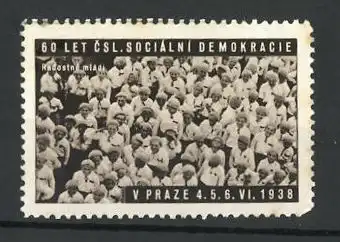 60 LET ČSL. SOCIÁLNÍ DEMOKRACIE
Radostné mládí
V PRAZE 4.5.6.VI.1938